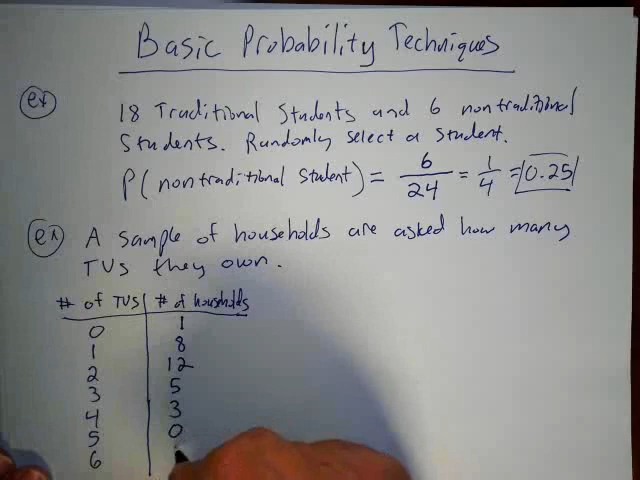 Basic Probability Techniques
ex
18 Traditional Students and 6 nontraditional
Students. Randomly select a student.
P(nontraditional student) = 6/24 = 1/4 = 0.25
ex A sample of households are asked how many
TVs they own.
# of TVs # of households
0 1
1 8
2 12
3 5
4 3
5 0
6